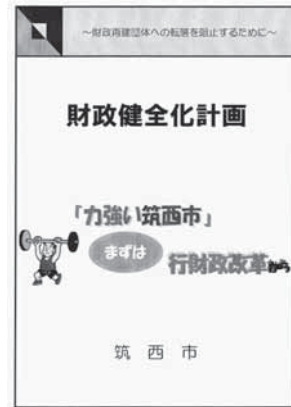 ～財政再建団体への転落を阻止するために～
財政健全化計画
「力強い筑西市」
まずは
行財政改革から
筑西市